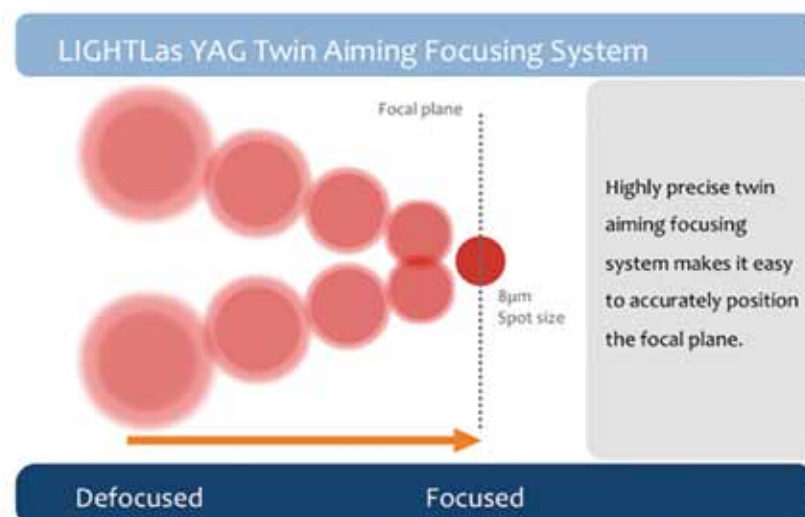 LIGHTLas YAG Twin Aiming Focusing System
Focal plane
8µm
Spot size
Highly precise twin
aiming focusing
system makes it easy
to accurately position
the focal plane.
Defocused
Focused